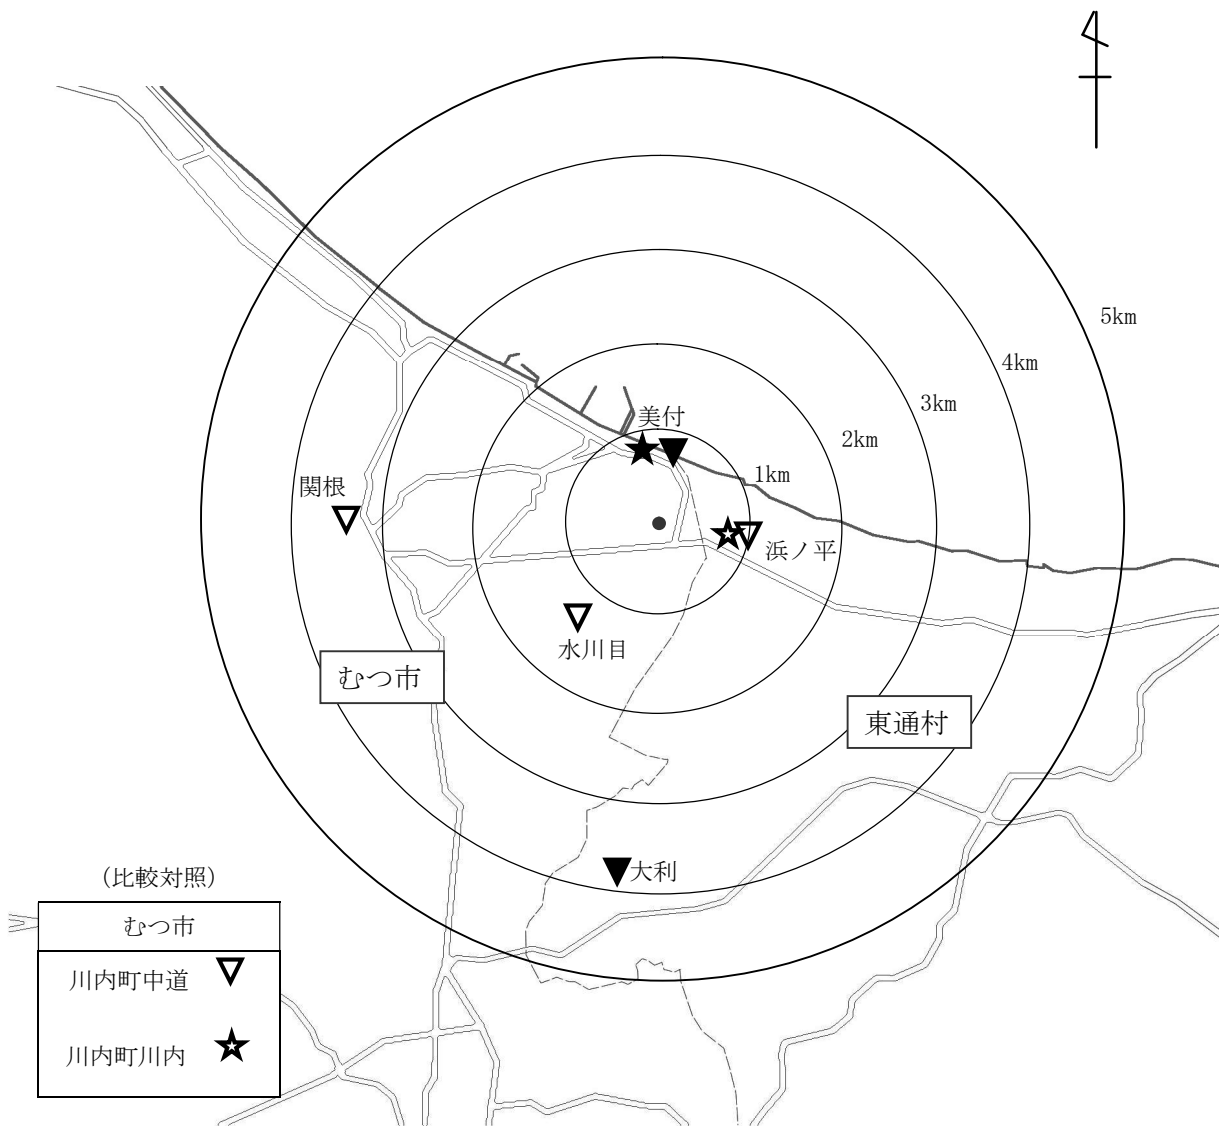 5km
4km
3km
2km
1km
美付
関根
浜ノ平
水川目
むつ市
東通村
大利
(比較対照)
むつ市
川内町中道
川内町川内